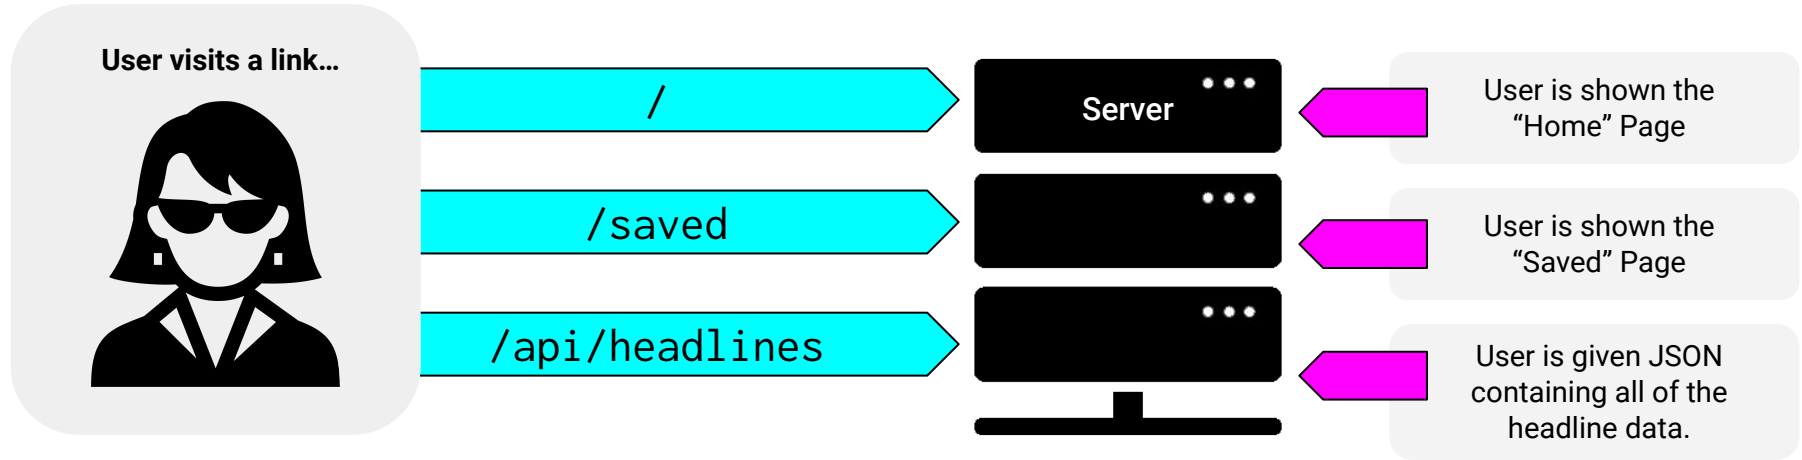 User visits a link…
/
/saved
/api/headlines
Server
User is shown the
“Home” Page
User is shown the
“Saved” Page
User is given JSON
containing all of the
headline data.